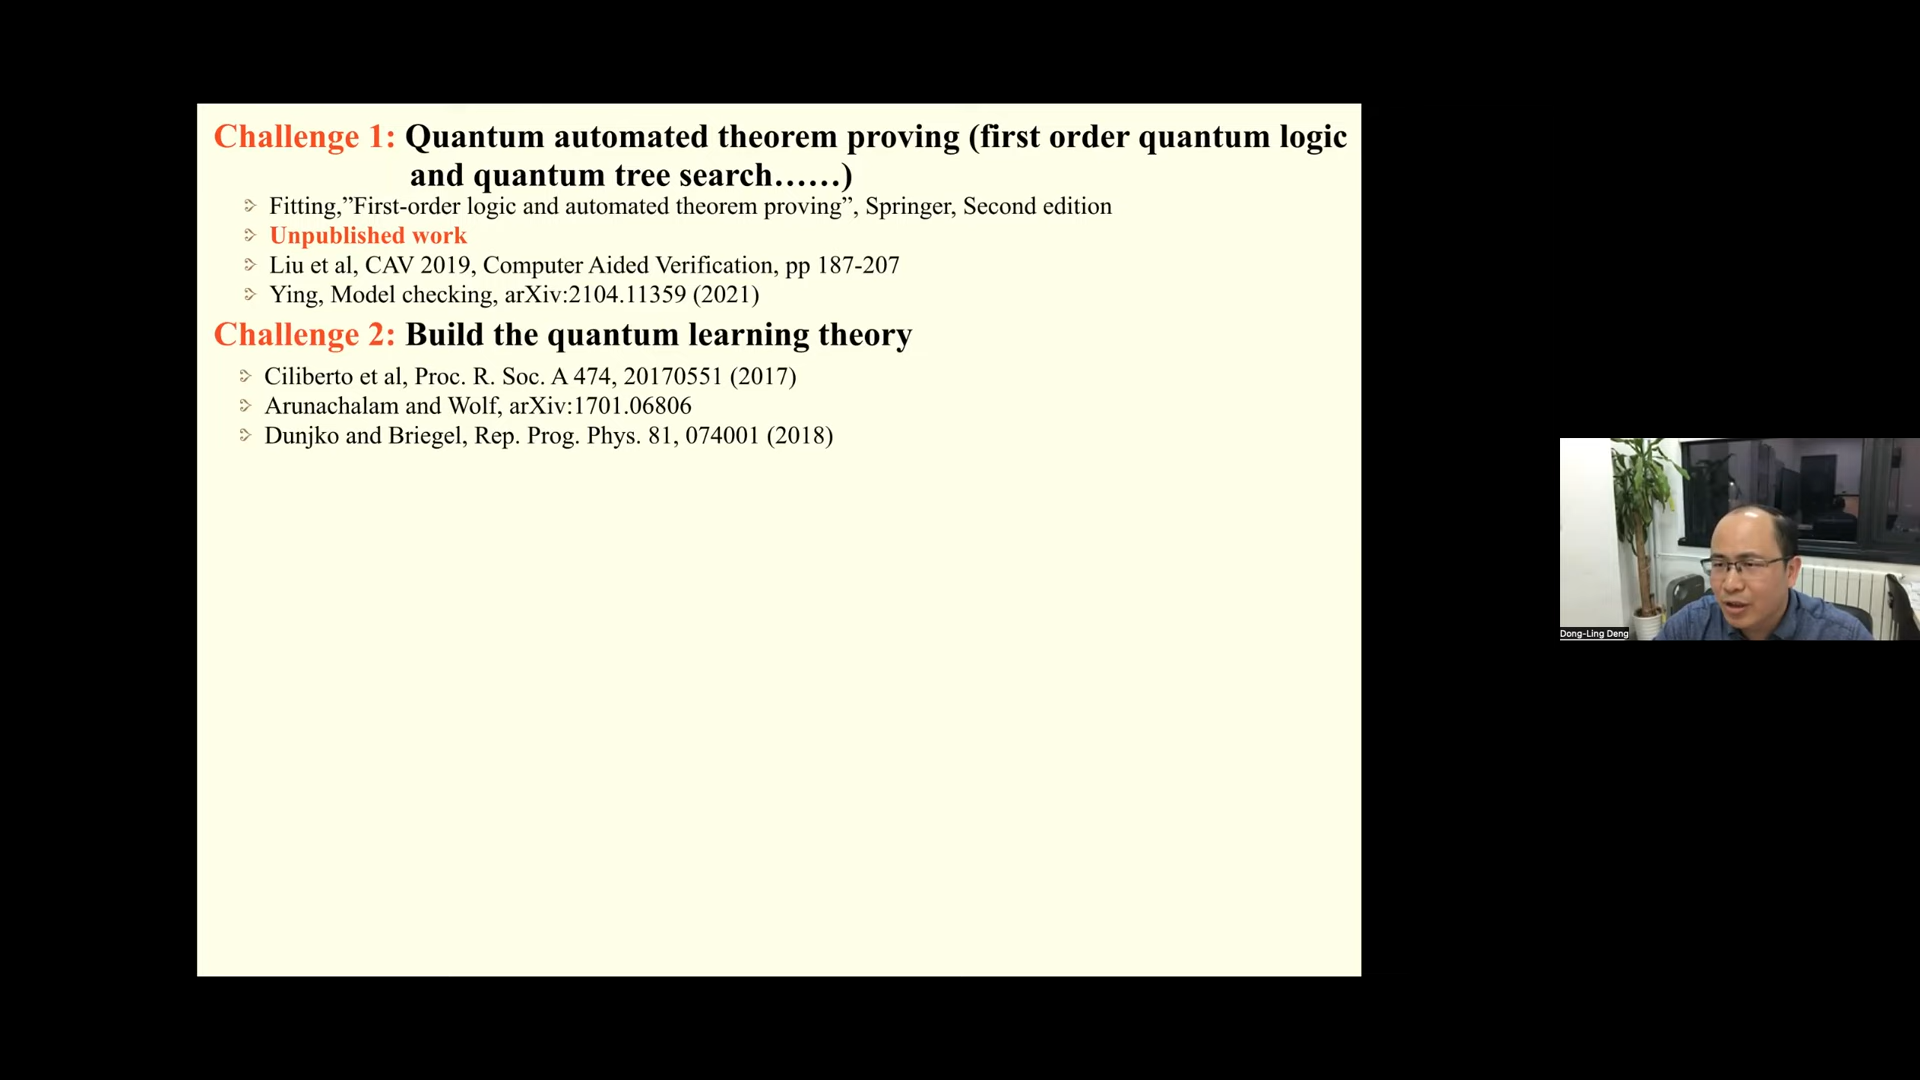 Challenge 1: Quantum automated theorem proving (first order quantum logic
and quantum tree search……)
Fitting,”First-order logic and automated theorem proving”, Springer, Second edition
Unpublished work
Liu et al, CAV 2019, Computer Aided Verification, pp 187-207
Ying, Model checking, arXiv:2104.11359 (2021)
Challenge 2: Build the quantum learning theory
Ciliberto et al, Proc. R. Soc. A 474, 20170551 (2017)
Arunachalam and Wolf, arXiv:1701.06806
Dunjko and Briegel, Rep. Prog. Phys. 81, 074001 (2018)
Dong-Ling Deng